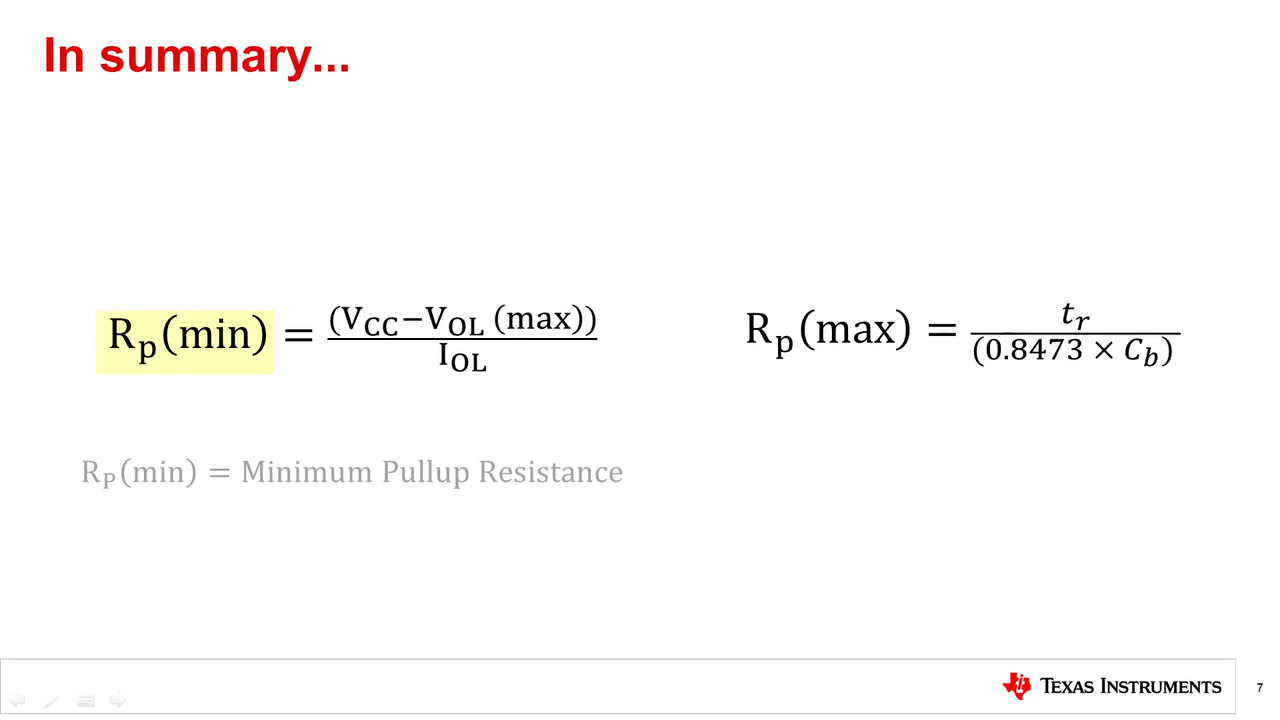 In summary...
R_p(min) = (V_CC−V_OL (max)) / I_OL
R_p(max) = t_r / (0.8473 × C_b)
R_P(min) = Minimum Pullup Resistance
TEXAS INSTRUMENTS
7